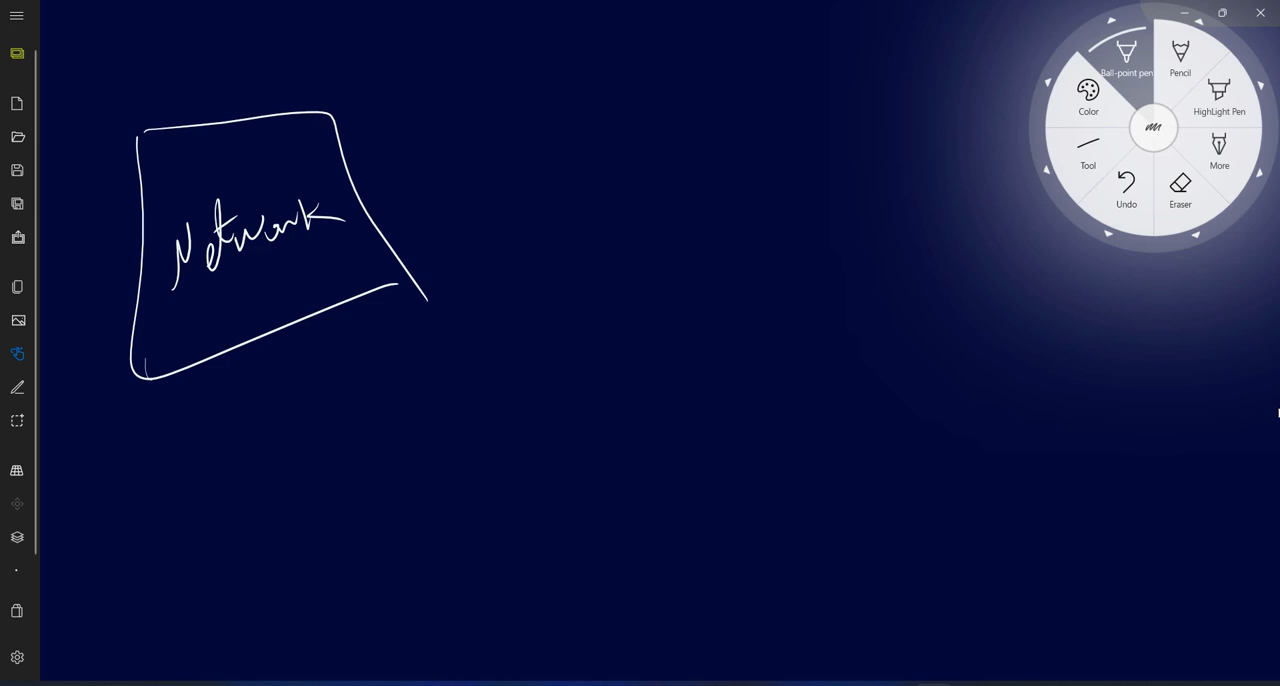 Ball-point pen
Pencil
Color
HighLight Pen
Tool
More
Undo
Eraser
Network